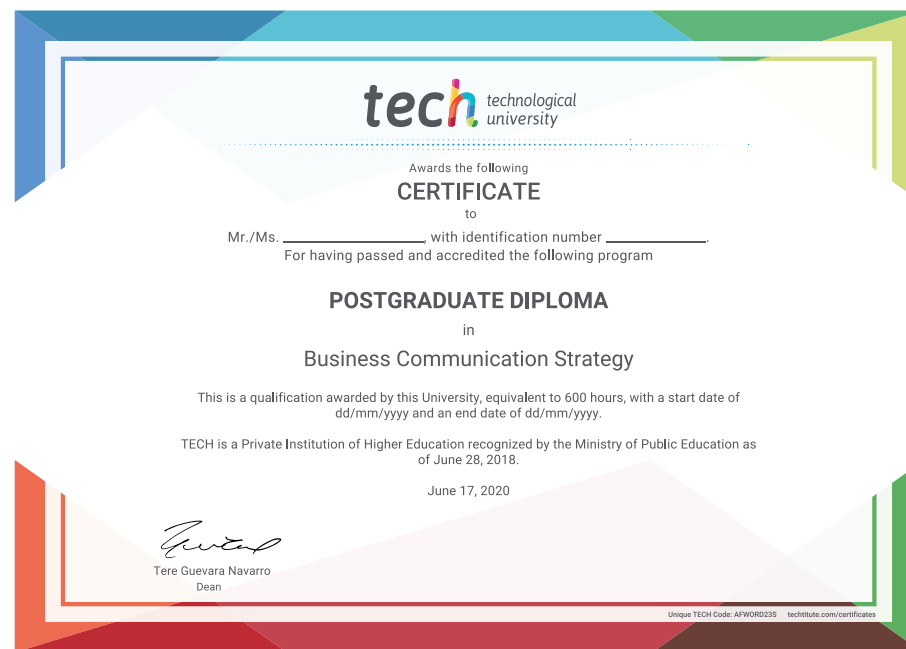 tech technological
university
Awards the following
CERTIFICATE
to
Mr./Ms. ____________________, with identification number ______________.
For having passed and accredited the following program
POSTGRADUATE DIPLOMA
in
Business Communication Strategy
This is a qualification awarded by this University, equivalent to 600 hours, with a start date of
dd/mm/yyyy and an end date of dd/mm/yyyy.
TECH is a Private Institution of Higher Education recognized by the Ministry of Public Education as
of June 28, 2018.
June 17, 2020
Tere Guevara Navarro
Dean
Unique TECH Code: AFWORD23S techtitute.com/certificates